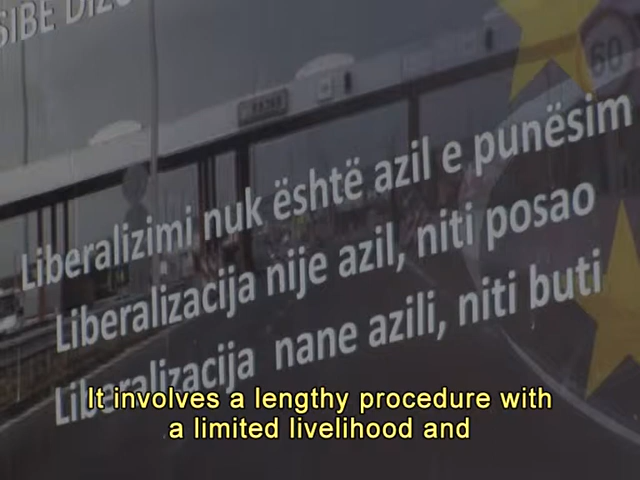 60
Liberalizimi nuk është azil e punësim
Liberalizacija nije azil, niti posao
Liberalizacija nane azili, niti buti
It involves a lengthy procedure with
a limited livelihood and